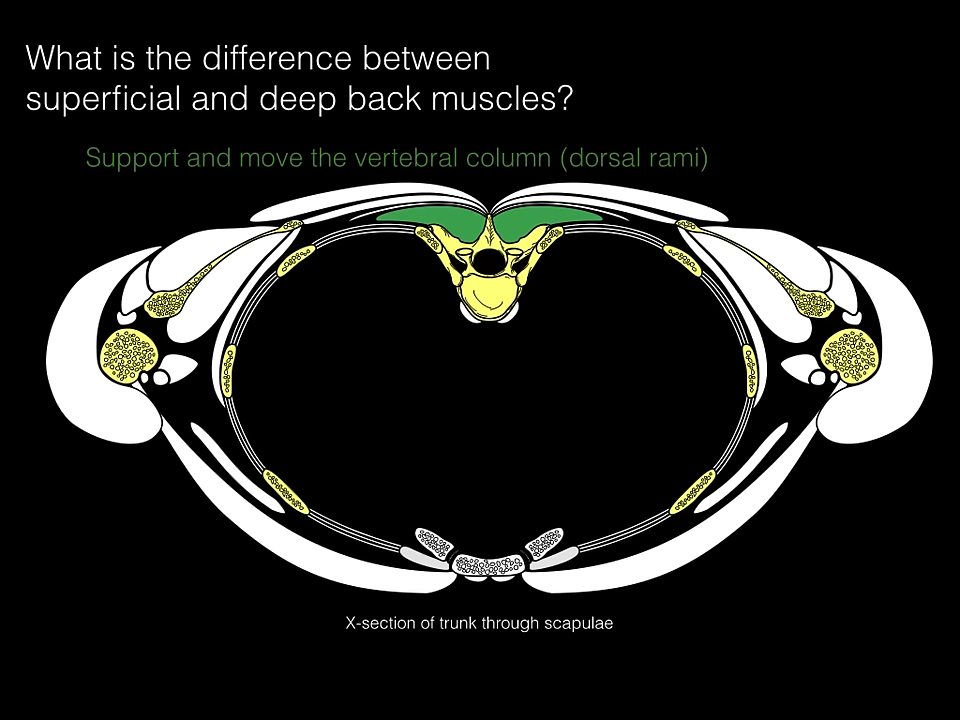 What is the difference between
superficial and deep back muscles?
Support and move the vertebral column (dorsal rami)
X-section of trunk through scapulae